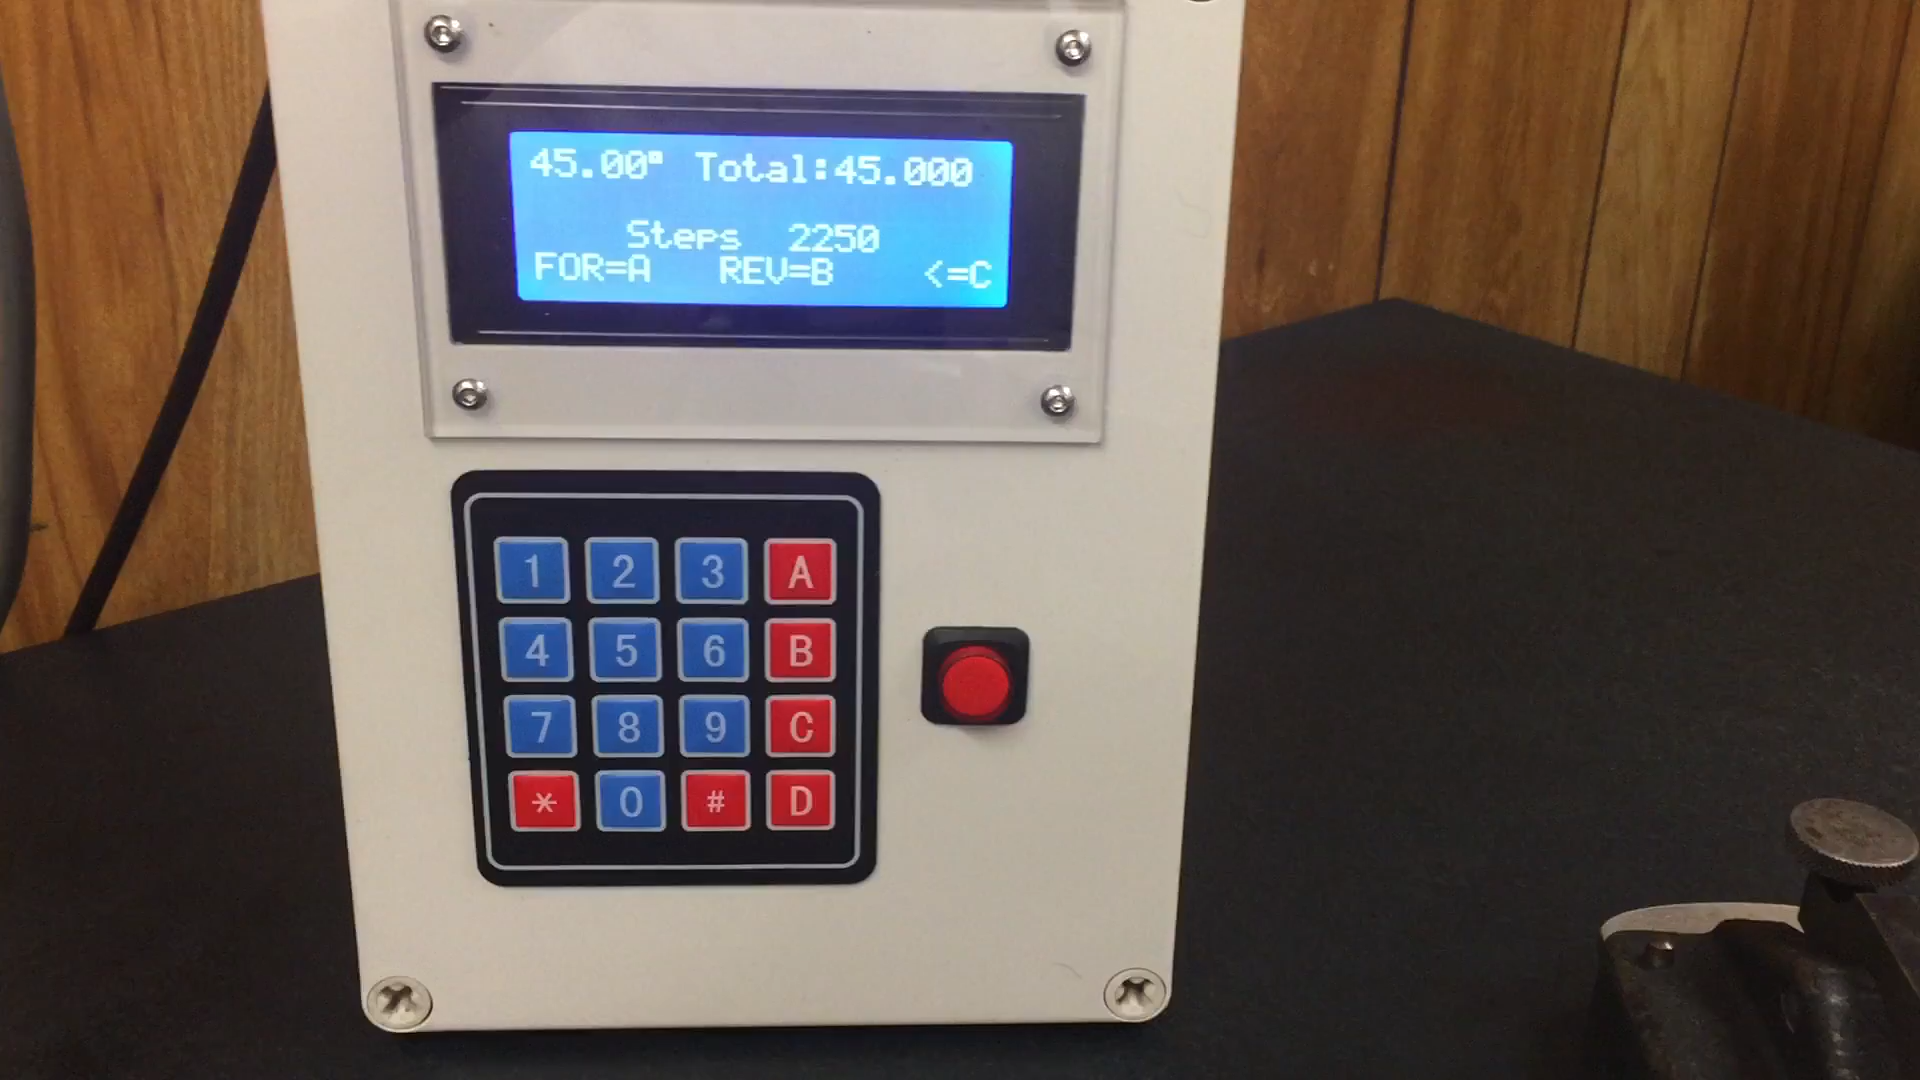 45.00° Total:45.000
Steps 2250
FOR=A REV=B <=C
1 2 3 A
4 5 6 B
7 8 9 C
* 0 # D